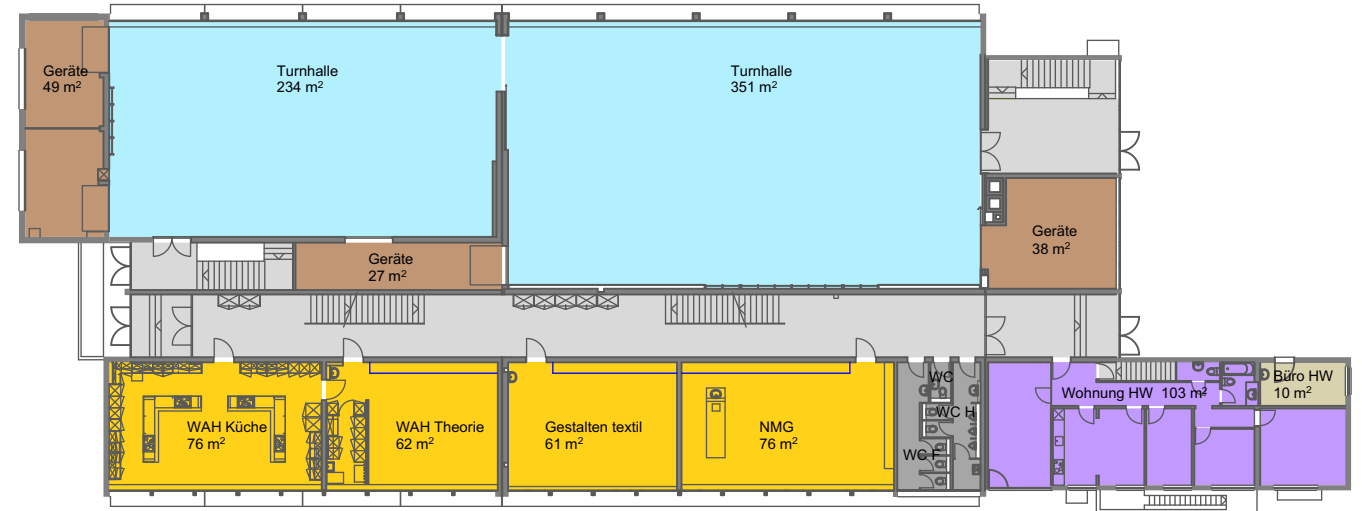 Geräte
49 m²
Turnhalle
234 m²
Turnhalle
351 m²
Geräte
27 m²
Geräte
38 m²
WAH Küche
76 m²
WAH Theorie
62 m²
Gestalten textil
61 m²
NMG
76 m²
WC
WC H
WC F
Wohnung HW 103 m²
Büro HW
10 m²